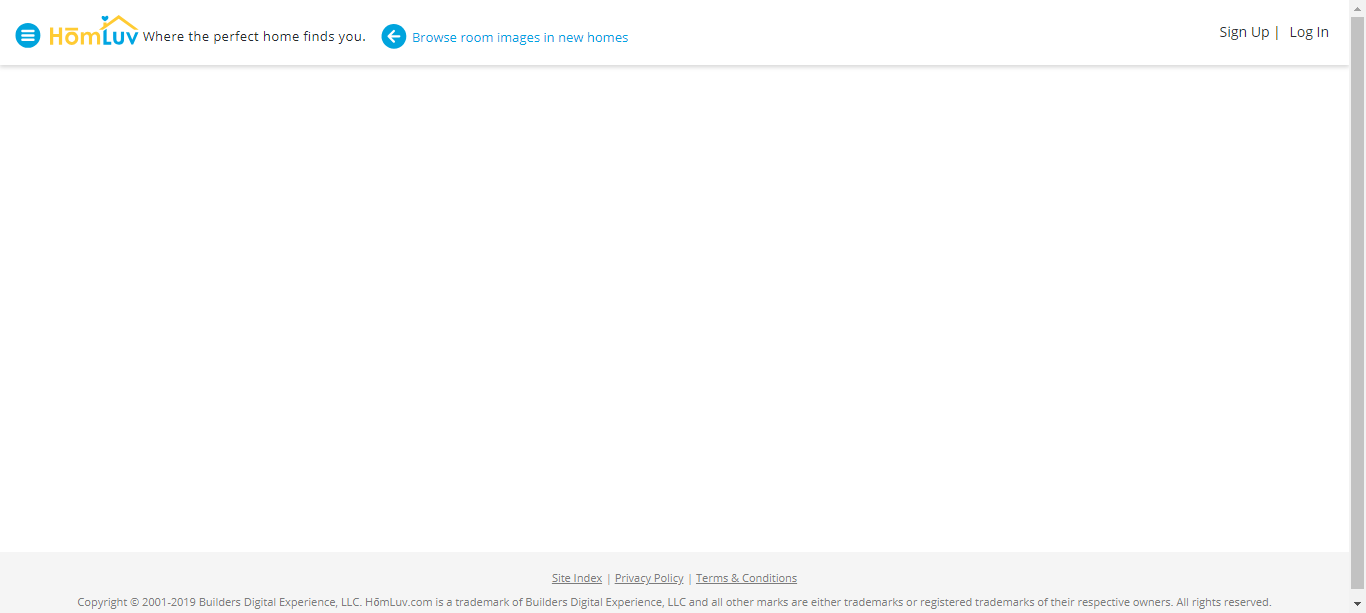 HōmLuv Where the perfect home finds you. Browse room images in new homes Sign Up | Log In
Site Index | Privacy Policy | Terms & Conditions
Copyright © 2001-2019 Builders Digital Experience, LLC. HōmLuv.com is a trademark of Builders Digital Experience, LLC and all other marks are either trademarks or registered trademarks of their respective owners. All rights reserved.